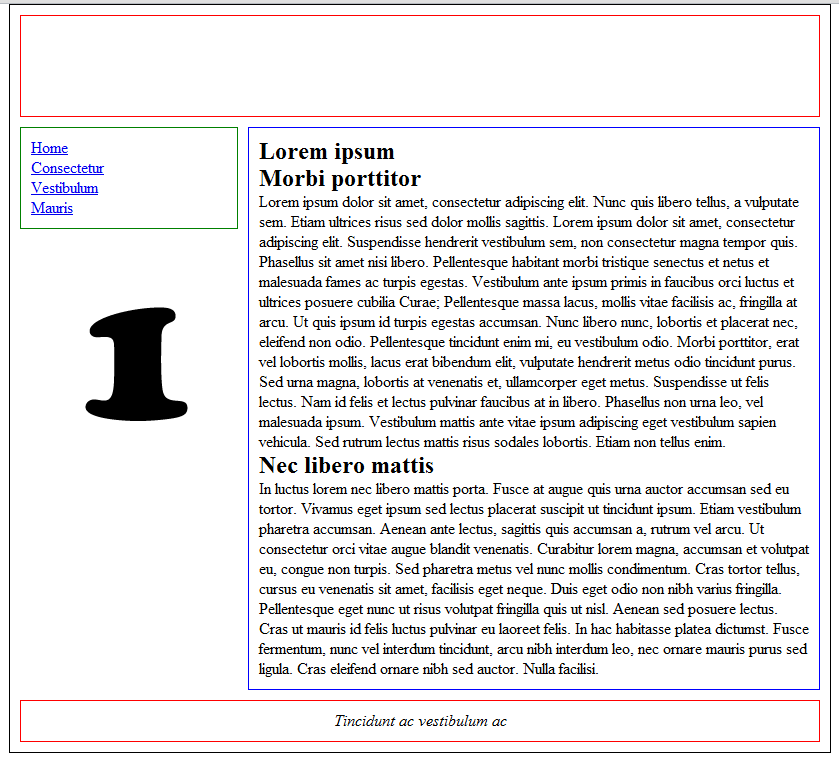 Home
Consectetur
Vestibulum
Mauris
1
Lorem ipsum
Morbi porttitor
Lorem ipsum dolor sit amet, consectetur adipiscing elit. Nunc quis libero tellus, a vulputate
sem. Etiam ultrices risus sed dolor mollis sagittis. Lorem ipsum dolor sit amet, consectetur
adipiscing elit. Suspendisse hendrerit vestibulum sem, non consectetur magna tempor quis.
Phasellus sit amet nisi libero. Pellentesque habitant morbi tristique senectus et netus et
malesuada fames ac turpis egestas. Vestibulum ante ipsum primis in faucibus orci luctus et
ultrices posuere cubilia Curae; Pellentesque massa lacus, mollis vitae facilisis ac, fringilla at
arcu. Ut quis ipsum id turpis egestas accumsan. Nunc libero nunc, lobortis et placerat nec,
eleifend non odio. Pellentesque tincidunt enim mi, eu vestibulum odio. Morbi porttitor, erat
vel lobortis mollis, lacus erat bibendum elit, vulputate hendrerit metus odio tincidunt purus.
Sed urna magna, lobortis at venenatis et, ullamcorper eget metus. Suspendisse ut felis
lectus. Nam id felis et lectus pulvinar faucibus at in libero. Phasellus non urna leo, vel
malesuada ipsum. Vestibulum mattis ante vitae ipsum adipiscing eget vestibulum sapien
vehicula. Sed rutrum lectus mattis risus sodales lobortis. Etiam non tellus enim.
Nec libero mattis
In luctus lorem nec libero mattis porta. Fusce at augue quis urna auctor accumsan sed eu
tortor. Vivamus eget ipsum sed lectus placerat suscipit ut tincidunt ipsum. Etiam vestibulum
pharetra accumsan. Aenean ante lectus, sagittis quis accumsan a, rutrum vel arcu. Ut
consectetur orci vitae augue blandit venenatis. Curabitur lorem magna, accumsan et volutpat
eu, congue non turpis. Sed pharetra metus vel nunc mollis condimentum. Cras tortor tellus,
cursus eu venenatis sit amet, facilisis eget neque. Duis eget odio non nibh varius fringilla.
Pellentesque eget nunc ut risus volutpat fringilla quis ut nisl. Aenean sed posuere lectus.
Cras ut mauris id felis luctus pulvinar eu laoreet felis. In hac habitasse platea dictumst. Fusce
fermentum, nunc vel interdum tincidunt, arcu nibh interdum leo, nec ornare mauris purus sed
ligula. Cras eleifend ornare nibh sed auctor. Nulla facilisi.
Tincidunt ac vestibulum ac